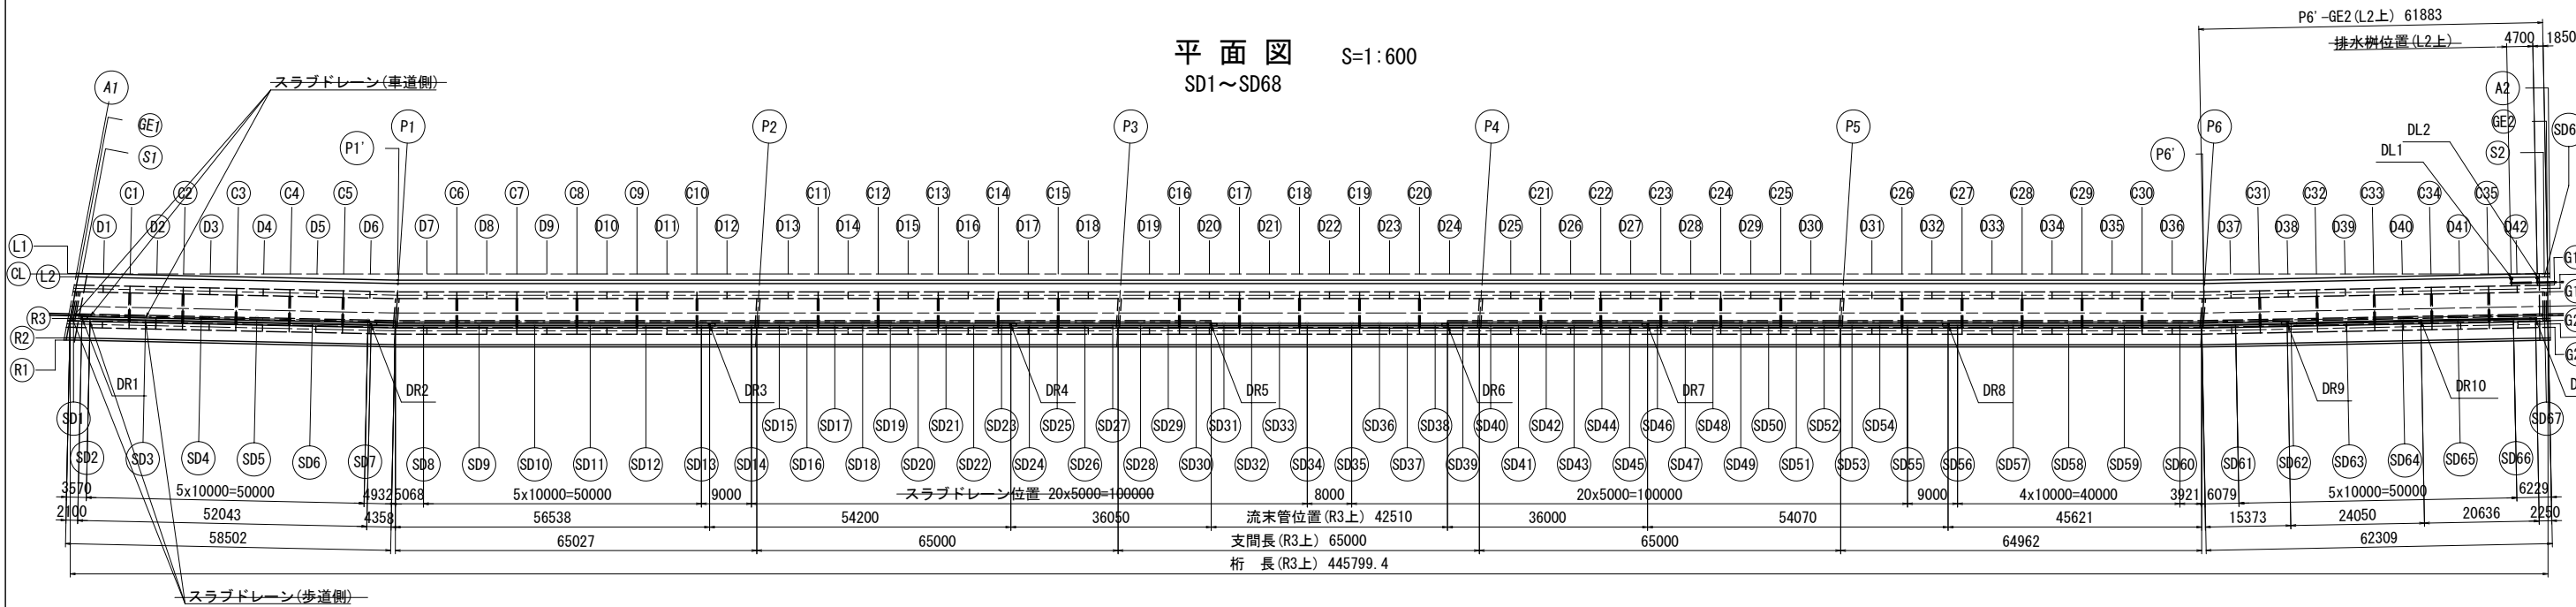 P6'-GE2(L2上) 61883
排水桝位置(L2上) 4700 1850
平面図 S=1:600
SD1～SD68
スラブドレーン(車道側)
A1 GE1 S1 P1' P1 P2 P3 P4 P5 P6' P6 DL1 DL2 A2 GE2 S2 SD6
C1 C2 C3 C4 C5 C6 C7 C8 C9 C10 C11 C12 C13 C14 C15 C16 C17 C18 C19 C20 C21 C22 C23 C24 C25 C26 C27 C28 C29 C30 C31 C32 C33 C34 C35
D1 D2 D3 D4 D5 D6 D7 D8 D9 D10 D11 D12 D13 D14 D15 D16 D17 D18 D19 D20 D21 D22 D23 D24 D25 D26 D27 D28 D29 D30 D31 D32 D33 D34 D35 D36 D37 D38 D39 D40 D41 D42
L1
CL L2
R3
R2
R1
G1
G1
G2
G2
DR1 DR2 DR3 DR4 DR5 DR6 DR7 DR8 DR9 DR10 D
SD1 SD15 SD17 SD19 SD21 SD23 SD25 SD27 SD29 SD31 SD33 SD36 SD38 SD40 SD42 SD44 SD46 SD48 SD50 SD52 SD54 SD67
SD2 SD3 SD4 SD5 SD6 SD7 SD8 SD9 SD10 SD11 SD12 SD13 SD14 SD16 SD18 SD20 SD22 SD24 SD26 SD28 SD30 SD32 SD34 SD35 SD37 SD39 SD41 SD43 SD45 SD47 SD49 SD51 SD53 SD55 SD56 SD57 SD58 SD59 SD60 SD61 SD62 SD63 SD64 SD65 SD66
3570 5x10000=50000 4932 5068 5x10000=50000 9000 スラブドレーン位置 20x5000=100000 8000 20x5000=100000 9000 4x10000=40000 3921 6079 5x10000=50000 6229
2100 52043 4358 56538 54200 36050 流末管位置(R3上) 42510 36000 54070 45621 15373 24050 20636 2250
58502 65027 65000 支間長(R3上) 65000 65000 64962 62309
桁 長(R3上) 445799.4
スラブドレーン(歩道側)